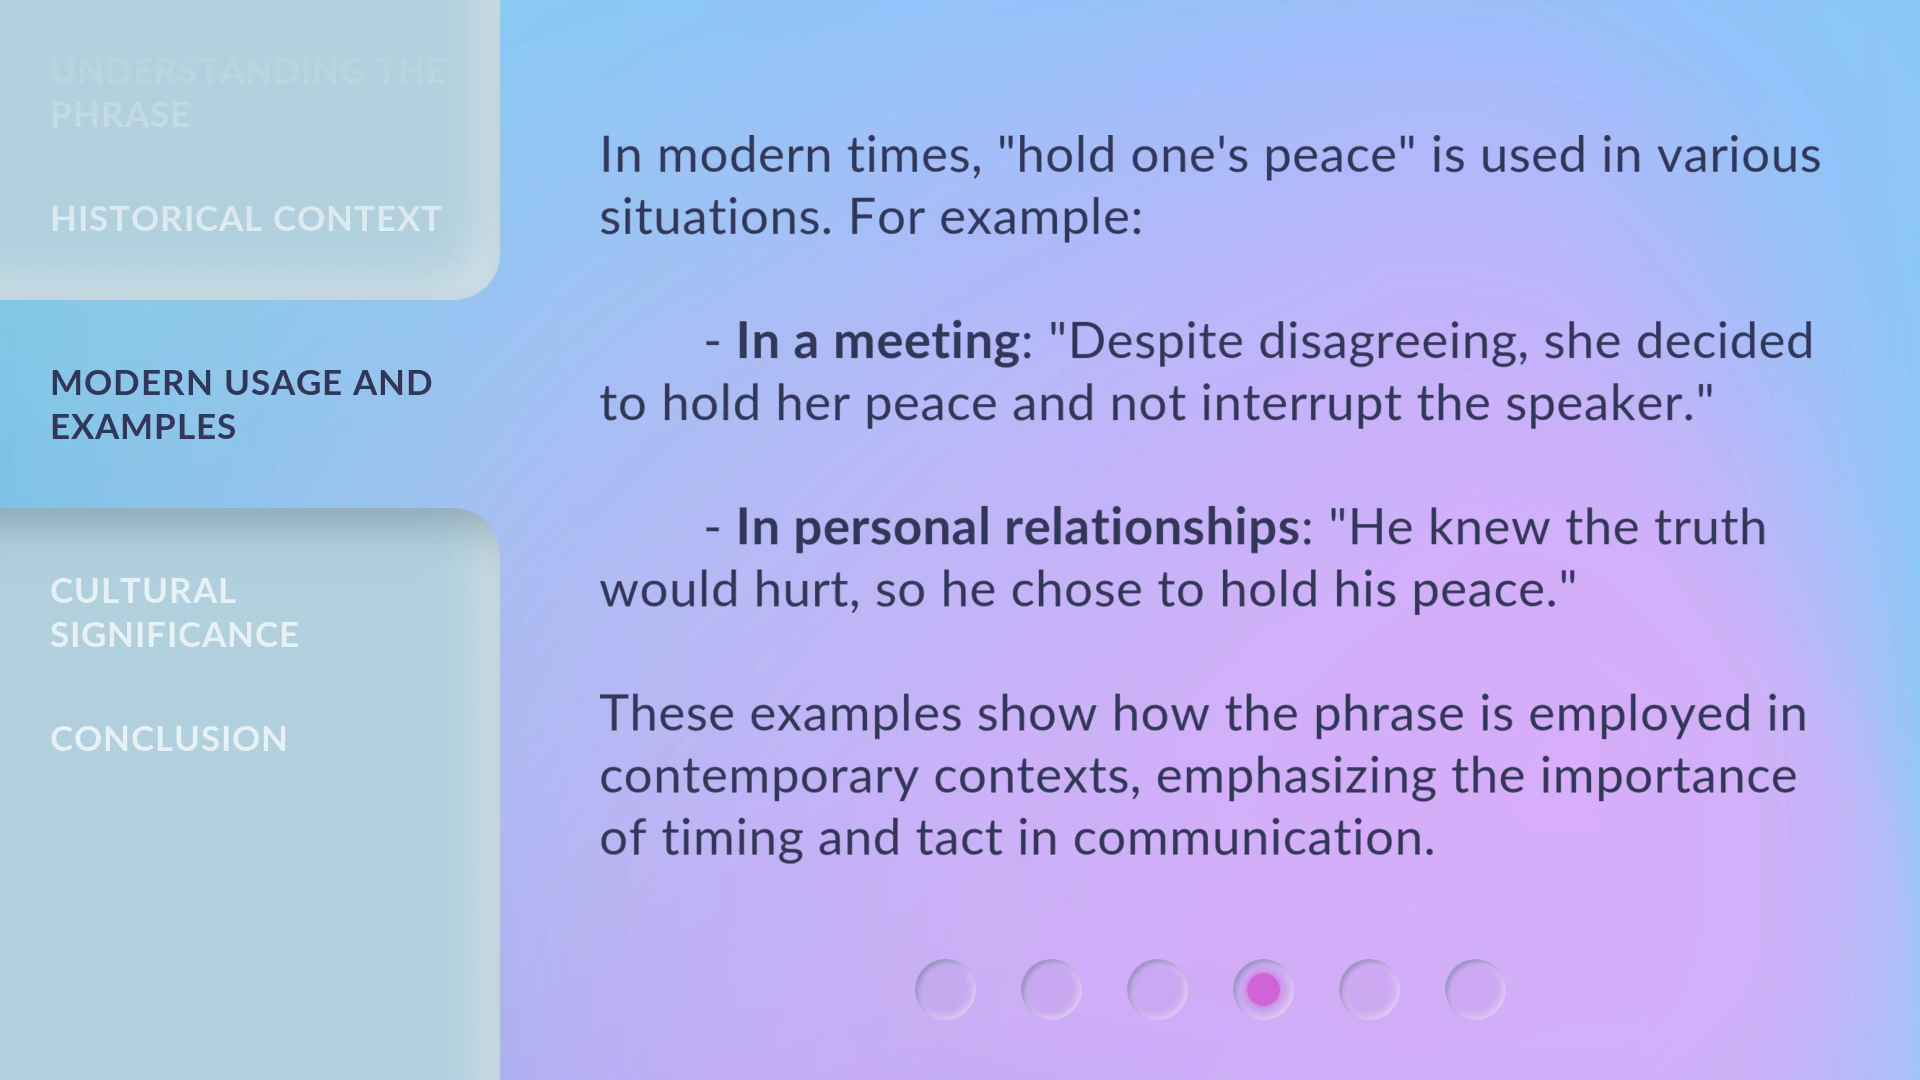 UNDERSTANDING THE
PHRASE
HISTORICAL CONTEXT
MODERN USAGE AND
EXAMPLES
CULTURAL
SIGNIFICANCE
CONCLUSION
In modern times, "hold one's peace" is used in various
situations. For example:
- In a meeting: "Despite disagreeing, she decided
to hold her peace and not interrupt the speaker."
- In personal relationships: "He knew the truth
would hurt, so he chose to hold his peace."
These examples show how the phrase is employed in
contemporary contexts, emphasizing the importance
of timing and tact in communication.